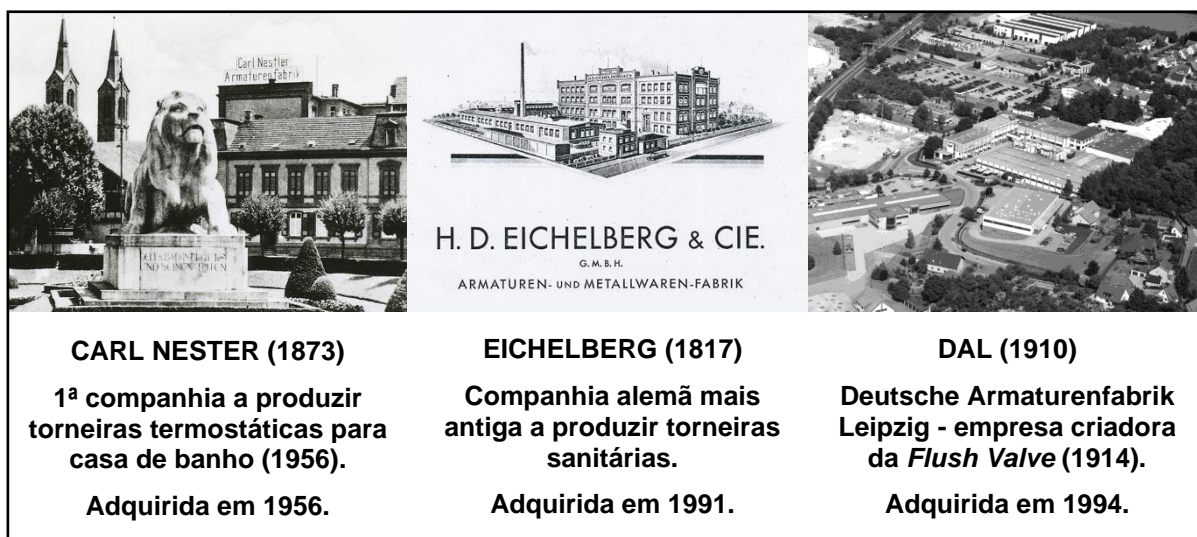 Carl Nestler
Armaturenfabrik
H. D. EICHELBERG & CIE.
G. M. B. H.
ARMATUREN- UND METALLWAREN-FABRIK
CARL NESTER (1873)
1ª companhia a produzir
torneiras termostáticas para
casa de banho (1956).
Adquirida em 1956.
EICHELBERG (1817)
Companhia alemã mais
antiga a produzir torneiras
sanitárias.
Adquirida em 1991.
DAL (1910)
Deutsche Armaturenfabrik
Leipzig - empresa criadora
da Flush Valve (1914).
Adquirida em 1994.